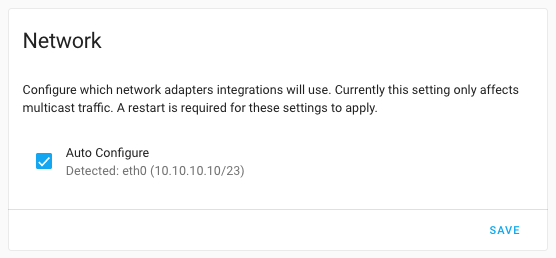 Network
Configure which network adapters integrations will use. Currently this setting only affects
multicast traffic. A restart is required for these settings to apply.
Auto Configure
Detected: eth0 (10.10.10.10/23)
SAVE